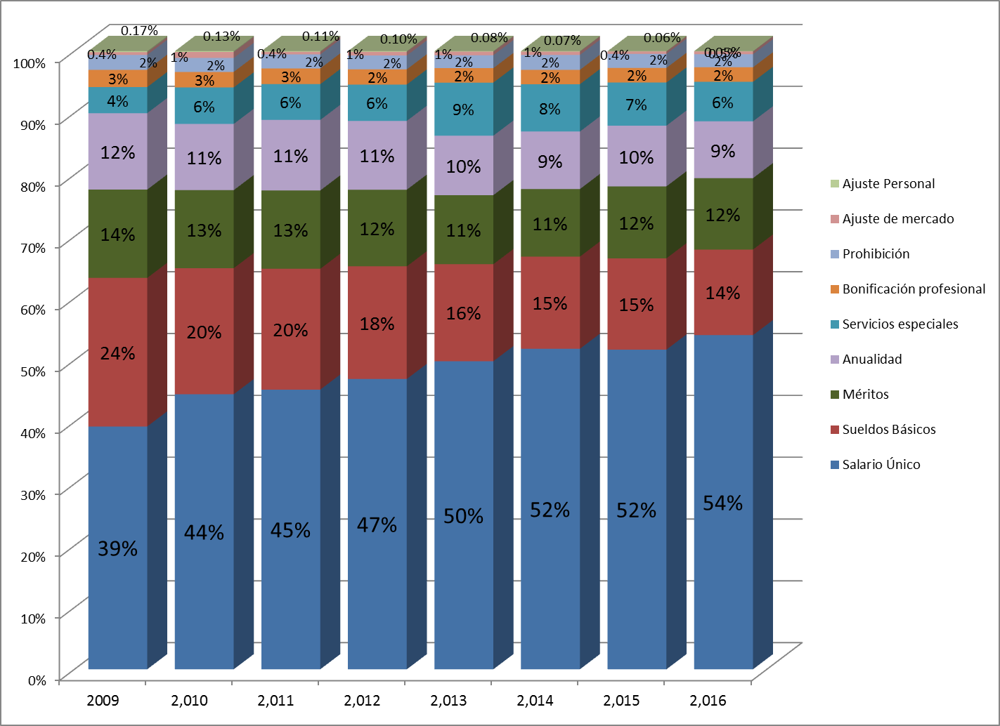 0.17% 0.13% 0.11% 0.10% 0.08% 0.07% 0.06% 0.05%
0.4% 1% 0.4% 1% 1% 1% 0.4%
2% 2% 2% 2% 2% 2% 2% 2%
3% 3% 3% 2% 2% 2% 2% 2%
4% 6% 6% 6% 9% 8% 7% 6%
12% 11% 11% 11% 10% 9% 10% 9%
14% 13% 13% 12% 11% 11% 12% 12%
24% 20% 20% 18% 16% 15% 15% 14%
39% 44% 45% 47% 50% 52% 52% 54%
100%
90%
80%
70%
60%
50%
40%
30%
20%
10%
0%
2009 2,010 2,011 2,012 2,013 2,014 2,015 2,016
Ajuste Personal
Ajuste de mercado
Prohibición
Bonificación profesional
Servicios especiales
Anualidad
Méritos
Sueldos Básicos
Salario Único